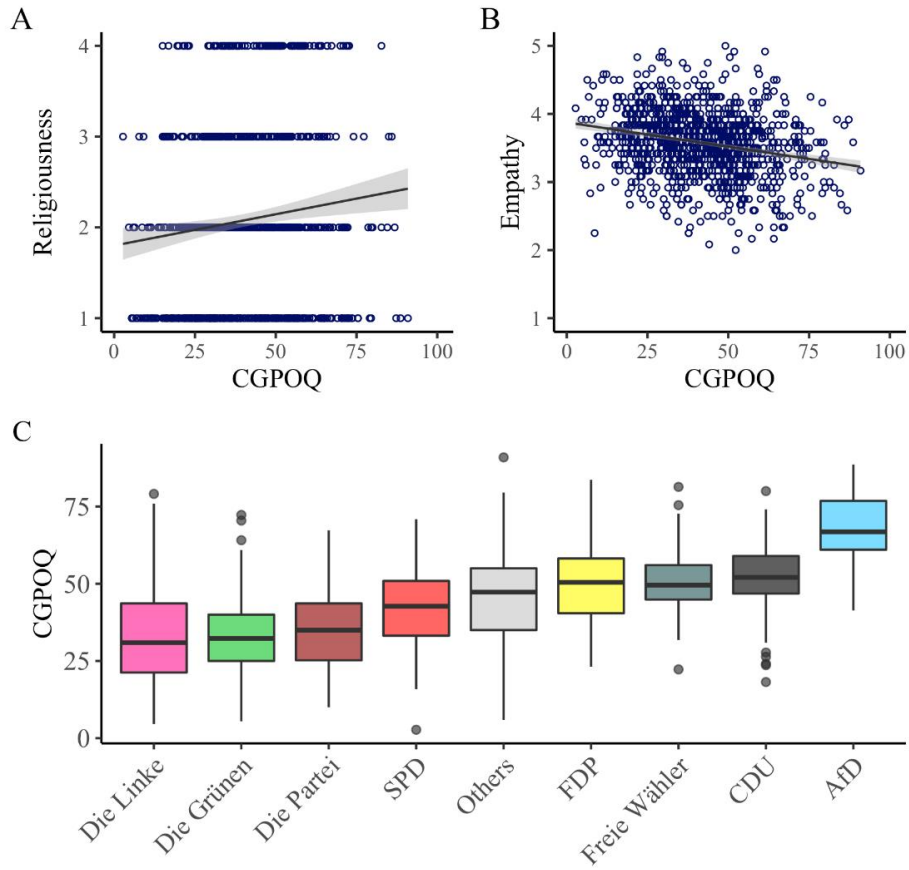 A
Religiousness
4
3
2
1
0
25
50
75
100
CGPOQ
B
Empathy
5
4
3
2
1
0
25
50
75
100
CGPOQ
C
CGPOQ
75
50
25
0
Die Linke
Die Grünen
Die Partei
SPD
Others
FDP
Freie Wähler
CDU
AfD